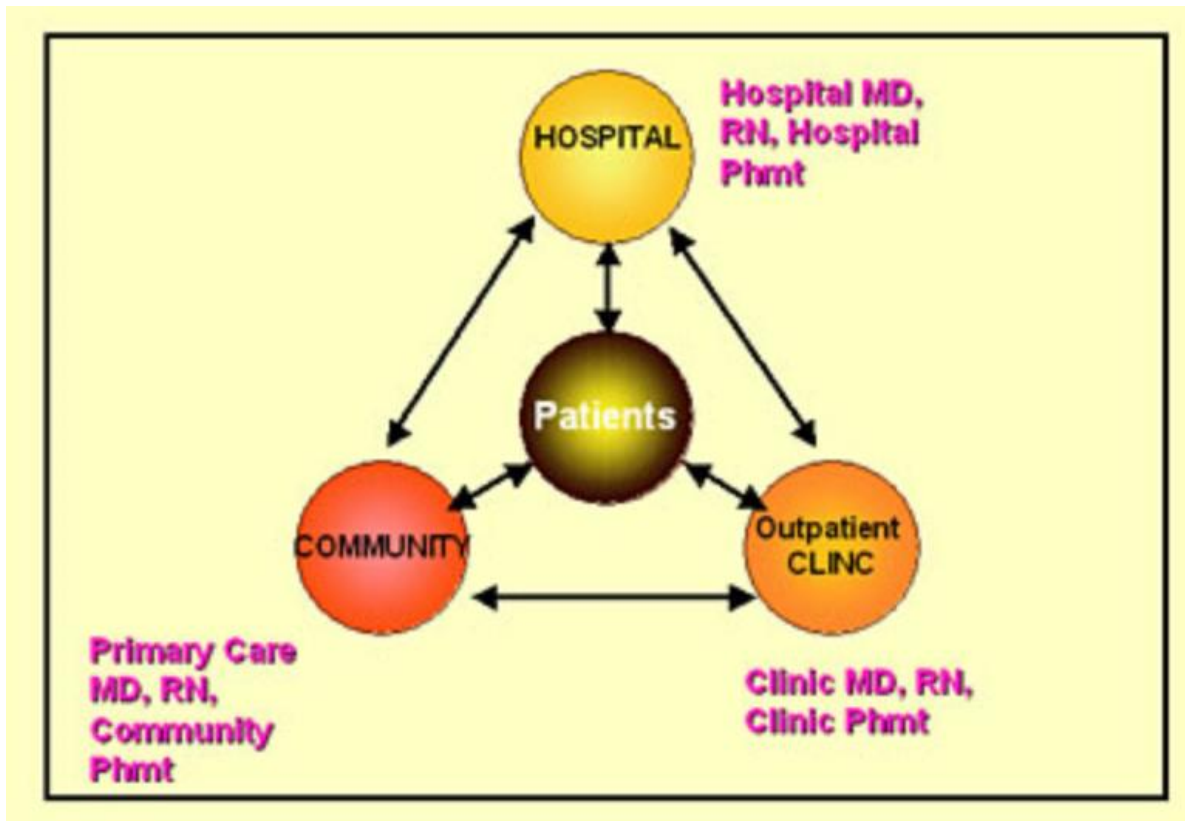 HOSPITAL
Hospital MD,
RN, Hospital
Phmt
Patients
COMMUNITY
Outpatient
CLINC
Primary Care
MD, RN,
Community
Phmt
Clinic MD, RN,
Clinic Phmt